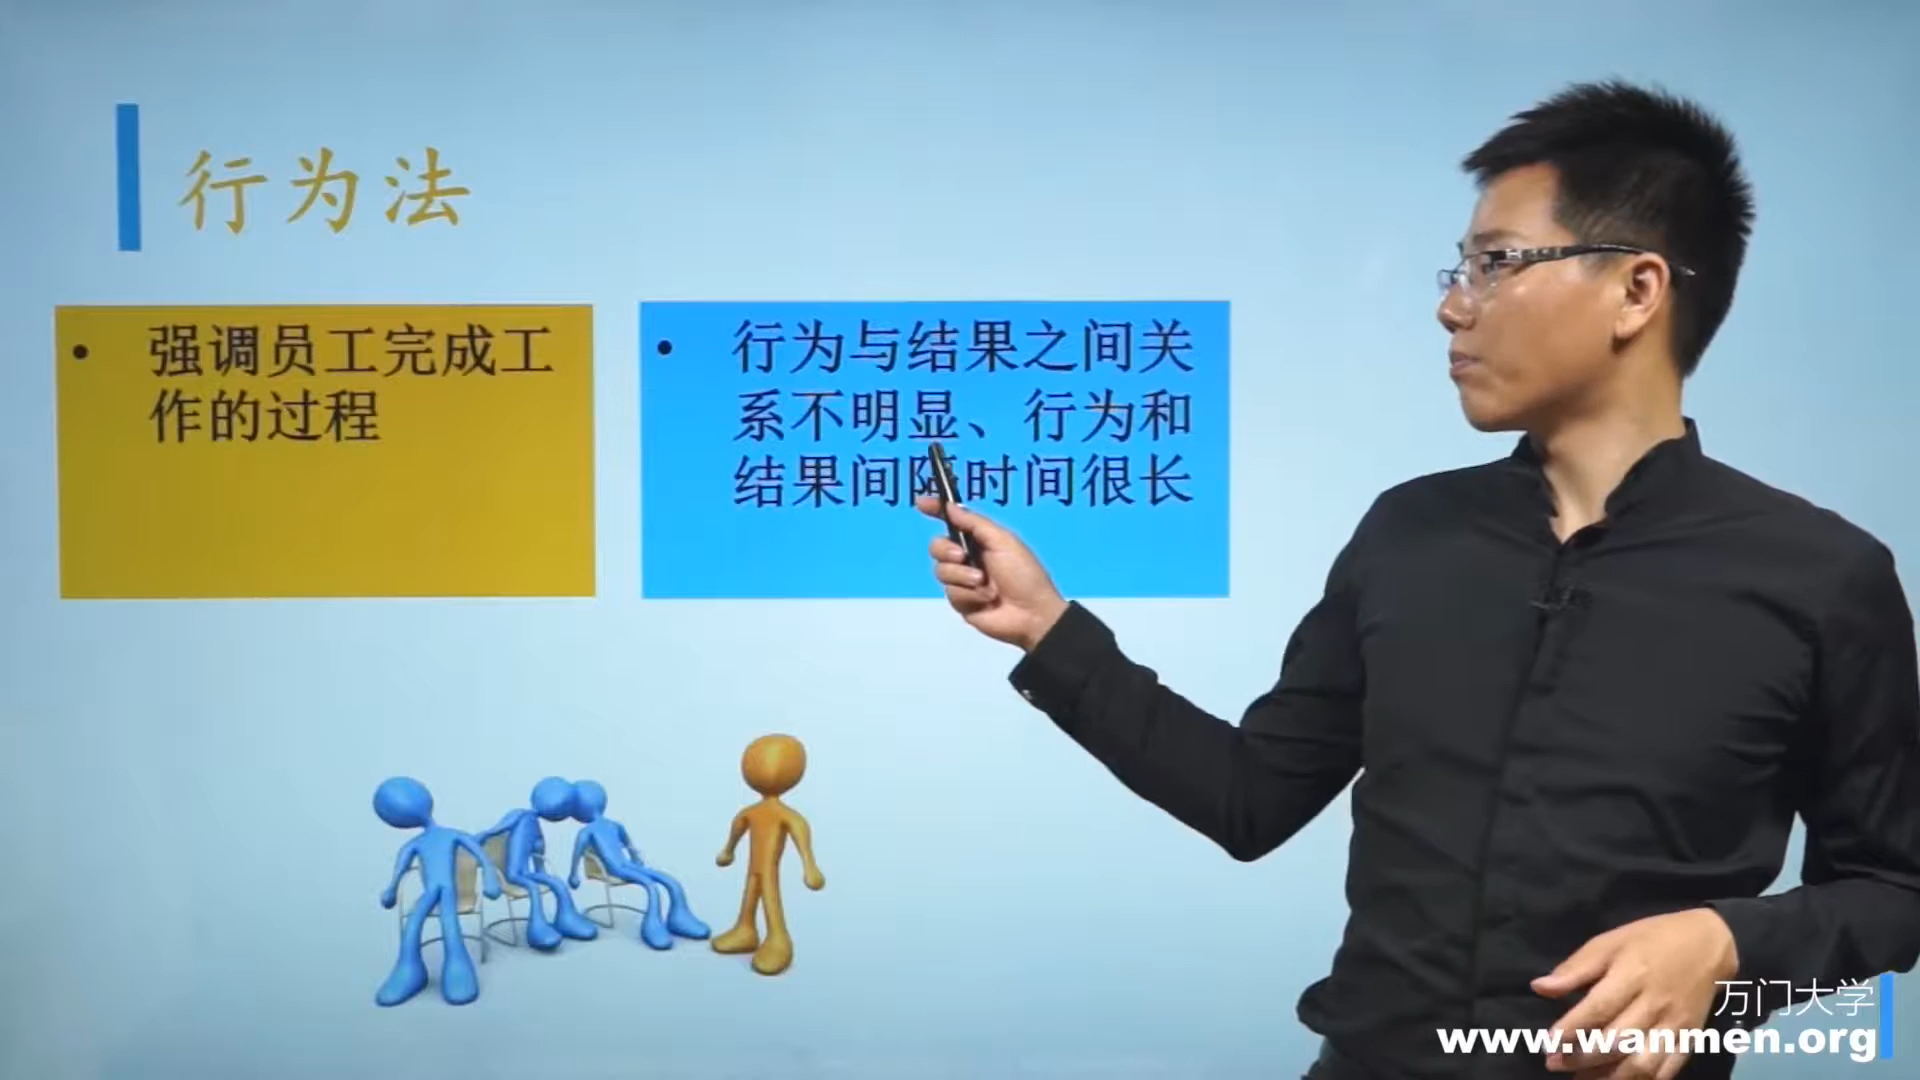 行为法
强调员工完成工
作的过程
行为与结果之间关
系不明显、行为和
结果间隔时间很长
万门大学
www.wanmen.org